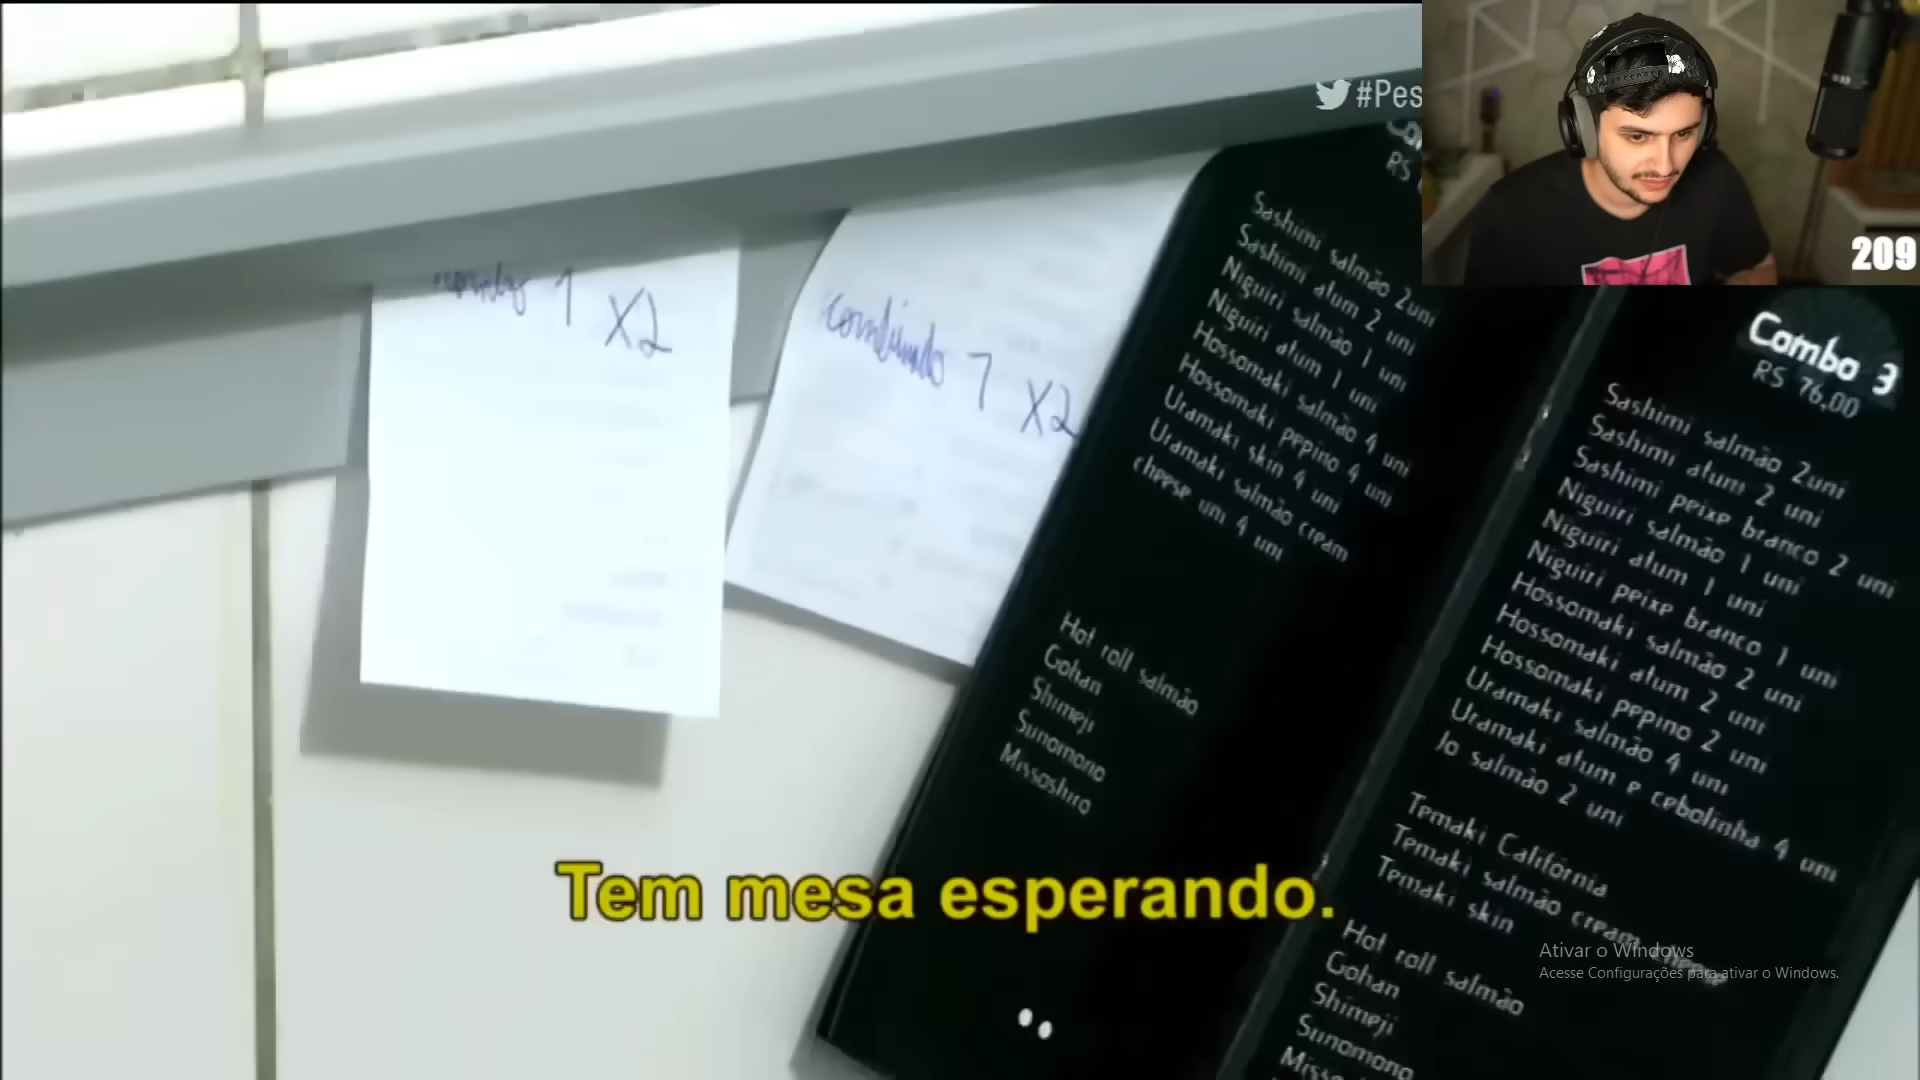 #Pes
209
1 X2
combinado 7 X2
RS
Sashimi salmão 2uni
Sashimi atum 2 uni
Niguiri salmão 1 uni
Niguiri atum 1 uni
Hossomaki salmão 4 uni
Hossomaki pepino 4 uni
Uramaki skin 4 uni
Uramaki salmão cream
cheese uni 4 uni
Hot roll salmão
Gohan
Shimeji
Sunomono
Missoshiro
Combo 3
RS 76,00
Sashimi salmão 2uni
Sashimi atum 2 uni
Sashimi peixe branco 2 uni
Niguiri salmão 1 uni
Niguiri atum 1 uni
Niguiri peixe branco 1 uni
Hossomaki salmão 2 uni
Hossomaki atum 2 uni
Hossomaki pepino 2 uni
Uramaki salmão 4 uni
Uramaki atum e cebolinha 4 uni
Jo salmão 2 uni
Temaki Califórnia
Temaki salmão cream cheese
Temaki skin
Hot roll salmão
Gohan
Shimeji
Sunomono
Tem mesa esperando.
Ativar o Windows
Acesse Configurações para ativar o Windows.